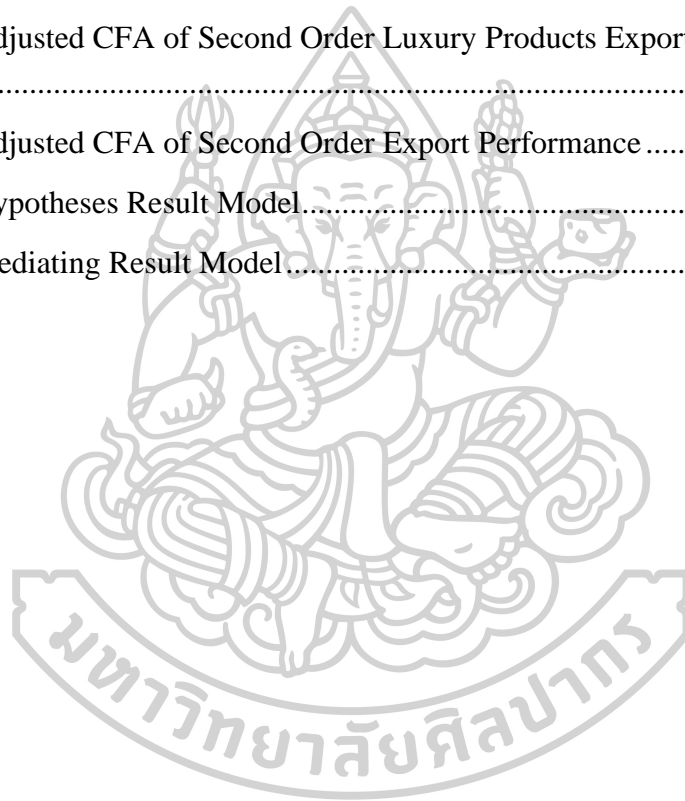 djusted CFA of Second Order Luxury Products Export
................................................................................
djusted CFA of Second Order Export Performance .....
ypotheses Result Model..................................................
ediating Result Model....................................................
มหาวิทยาลัยศิลปากร